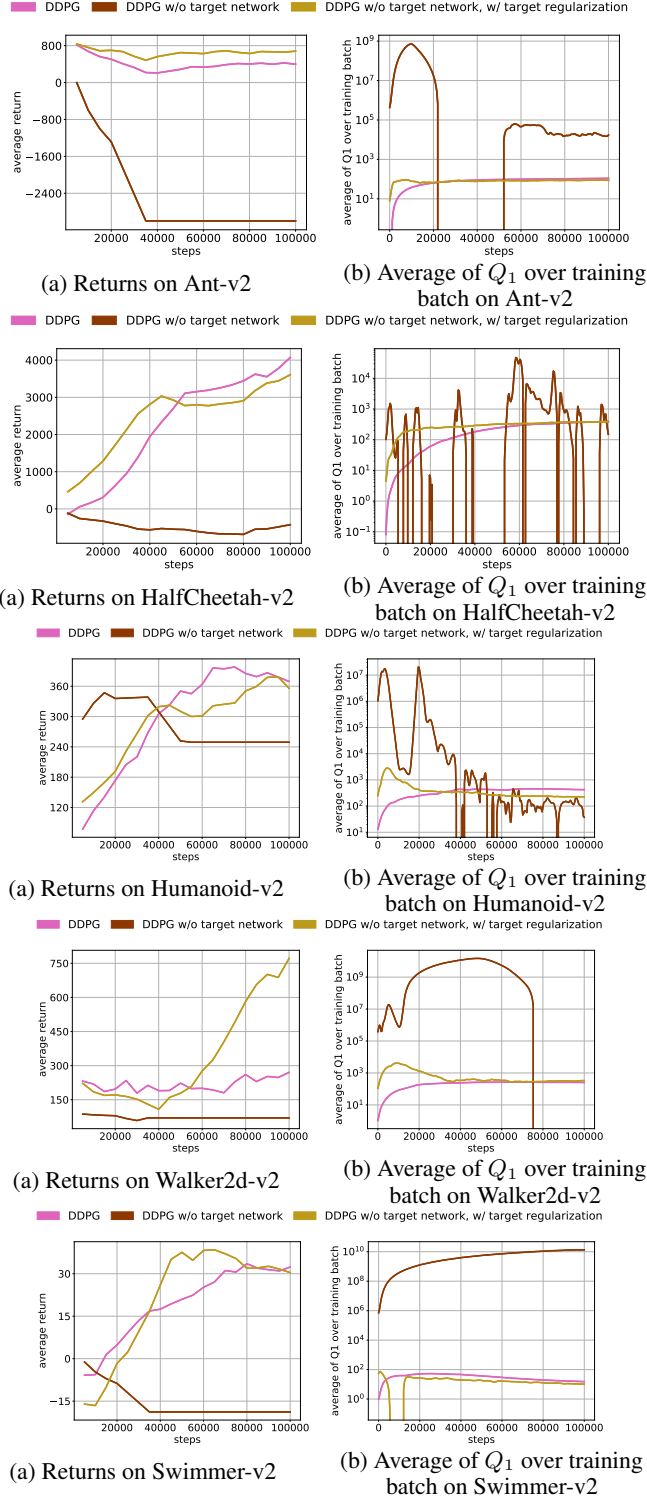 DDPG DDPG w/o target network DDPG w/o target network, w/ target regularization
average return
800
0
−800
−1600
−2400
20000 40000 60000 80000 100000
steps
(a) Returns on Ant-v2
average of Q1 over training batch
10^9
10^7
10^5
10^3
10^1
0 20000 40000 60000 80000 100000
steps
(b) Average of Q_1 over training
batch on Ant-v2
DDPG DDPG w/o target network DDPG w/o target network, w/ target regularization
average return
4000
3000
2000
1000
0
20000 40000 60000 80000 100000
steps
(a) Returns on HalfCheetah-v2
average of Q1 over training batch
10^4
10^3
10^2
10^1
10^0
10^−1
0 20000 40000 60000 80000 100000
steps
(b) Average of Q_1 over training
batch on HalfCheetah-v2
DDPG DDPG w/o target network DDPG w/o target network, w/ target regularization
average return
360
300
240
180
120
20000 40000 60000 80000 100000
steps
(a) Returns on Humanoid-v2
average of Q1 over training batch
10^7
10^6
10^5
10^4
10^3
10^2
10^1
0 20000 40000 60000 80000 100000
steps
(b) Average of Q_1 over training
batch on Humanoid-v2
DDPG DDPG w/o target network DDPG w/o target network, w/ target regularization
average return
750
600
450
300
150
20000 40000 60000 80000 100000
steps
(a) Returns on Walker2d-v2
average of Q1 over training batch
10^9
10^7
10^5
10^3
10^1
0 20000 40000 60000 80000 100000
steps
(b) Average of Q_1 over training
batch on Walker2d-v2
DDPG DDPG w/o target network DDPG w/o target network, w/ target regularization
average return
30
15
0
−15
20000 40000 60000 80000 100000
steps
(a) Returns on Swimmer-v2
average of Q1 over training batch
10^10
10^8
10^6
10^4
10^2
10^0
0 20000 40000 60000 80000 100000
steps
(b) Average of Q_1 over training
batch on Swimmer-v2